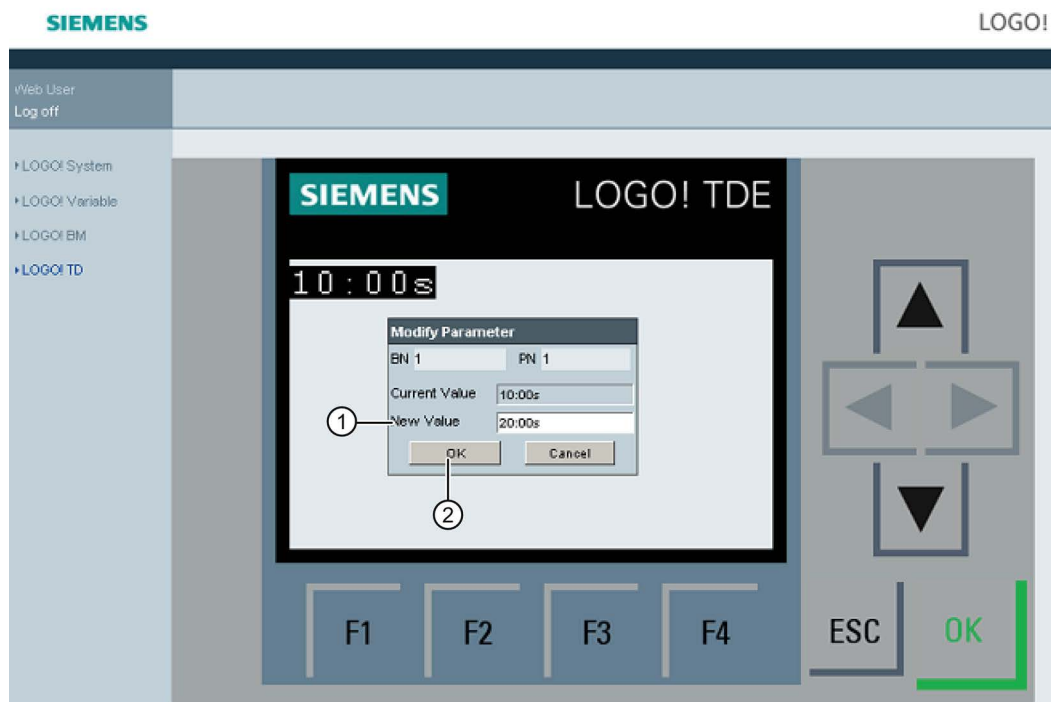 SIEMENS LOGO!
Web User
Log off
LOGO! System
LOGO! Variable
LOGO! BM
LOGO! TD
SIEMENS LOGO! TDE
10:00s
Modify Parameter
BN 1 PN 1
Current Value 10:00s
1 New Value 20:00s
OK Cancel
2
F1 F2 F3 F4 ESC OK